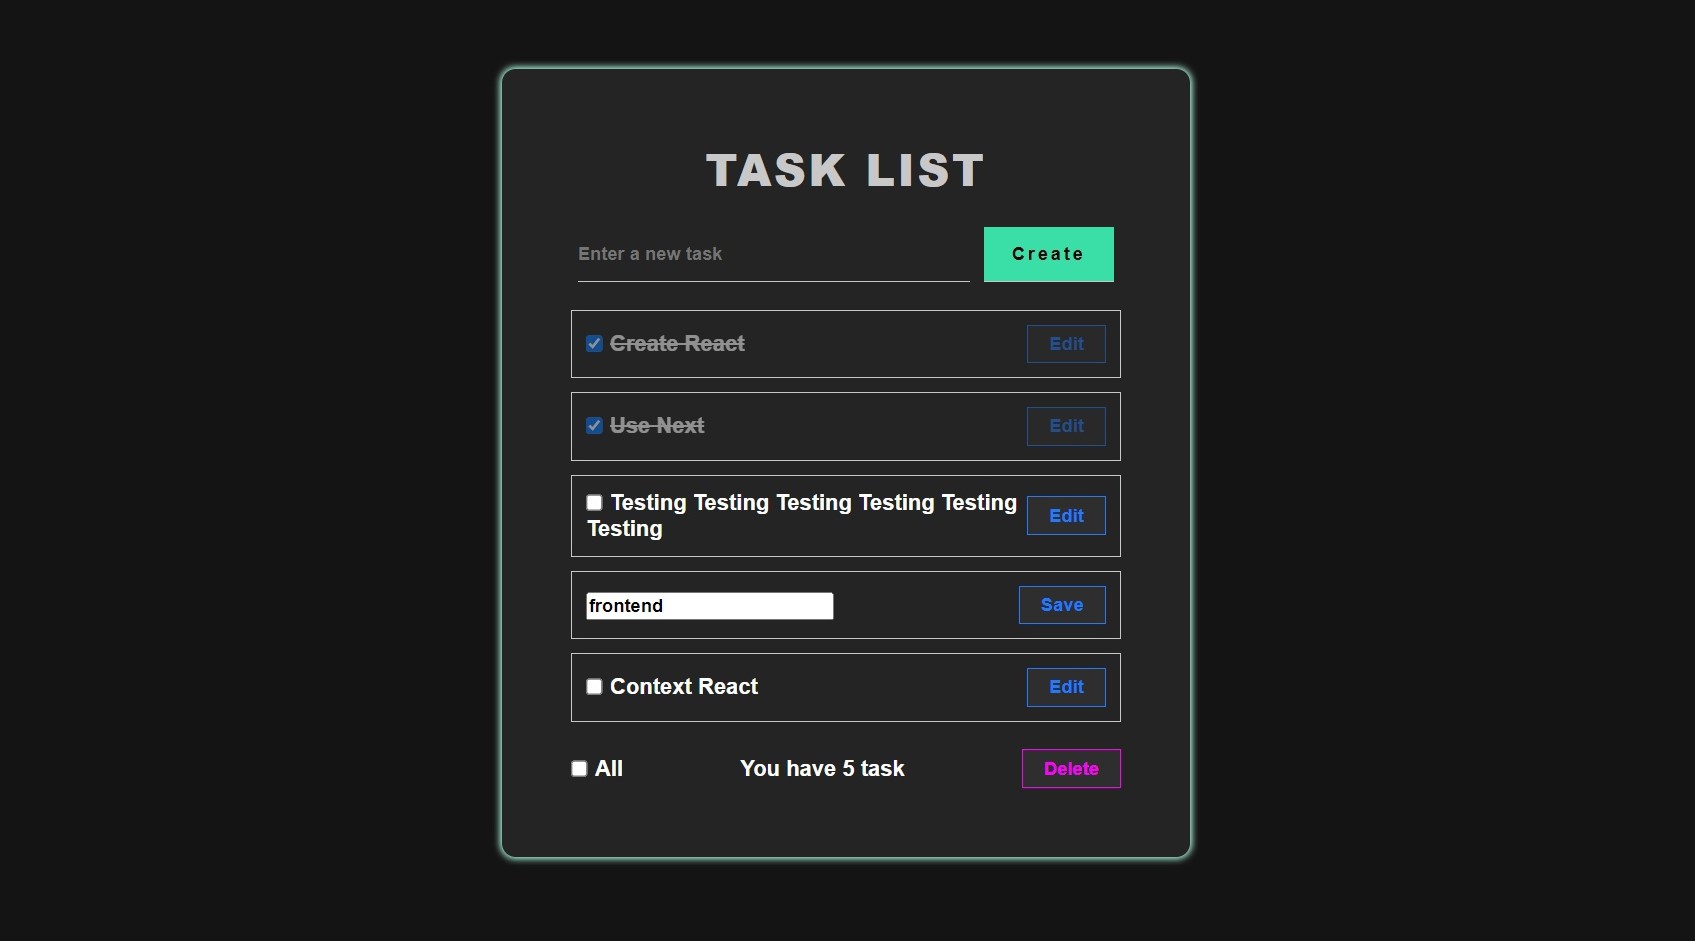 TASK LIST
Enter a new task
Create
Create React
Edit
Use Next
Edit
Testing Testing Testing Testing Testing
Testing
Edit
frontend
Save
Context React
Edit
All
You have 5 task
Delete